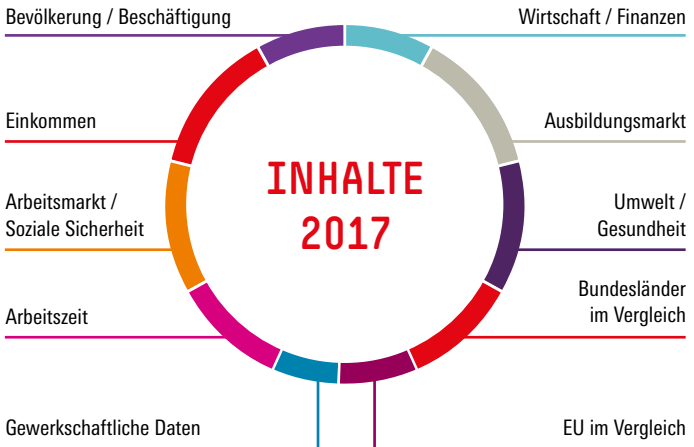 Bevölkerung / Beschäftigung
Wirtschaft / Finanzen
Einkommen
Ausbildungsmarkt
INHALTE
2017
Arbeitsmarkt /
Soziale Sicherheit
Umwelt /
Gesundheit
Arbeitszeit
Bundesländer
im Vergleich
Gewerkschaftliche Daten
EU im Vergleich